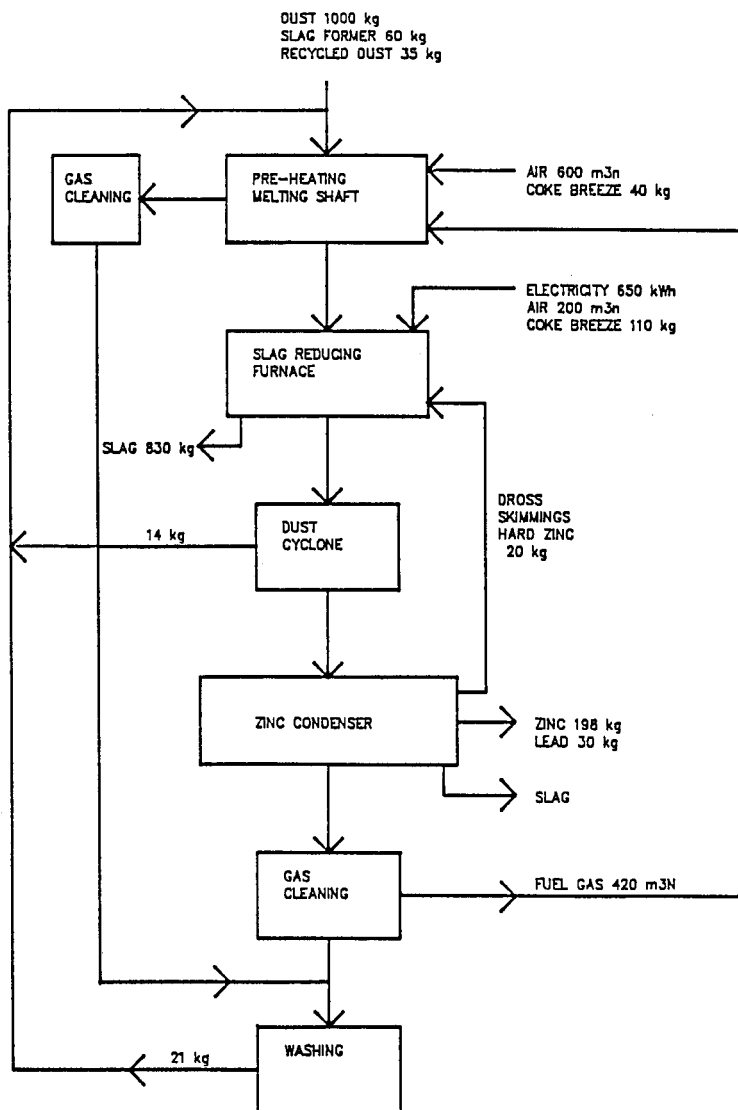 DUST 1000 kg
SLAG FORMER 60 kg
RECYCLED DUST 35 kg
GAS
CLEANING
PRE-HEATING
MELTING SHAFT
AIR 600 m3n
COKE BREEZE 40 kg
ELECTRICITY 650 kWh
AIR 200 m3n
COKE BREEZE 110 kg
SLAG REDUCING
FURNACE
SLAG 830 kg
DUST
CYCLONE
14 kg
DROSS
SKIMMINGS
HARD ZINC
20 kg
ZINC CONDENSER
ZINC 198 kg
LEAD 30 kg
SLAG
GAS
CLEANING
FUEL GAS 420 m3N
WASHING
21 kg